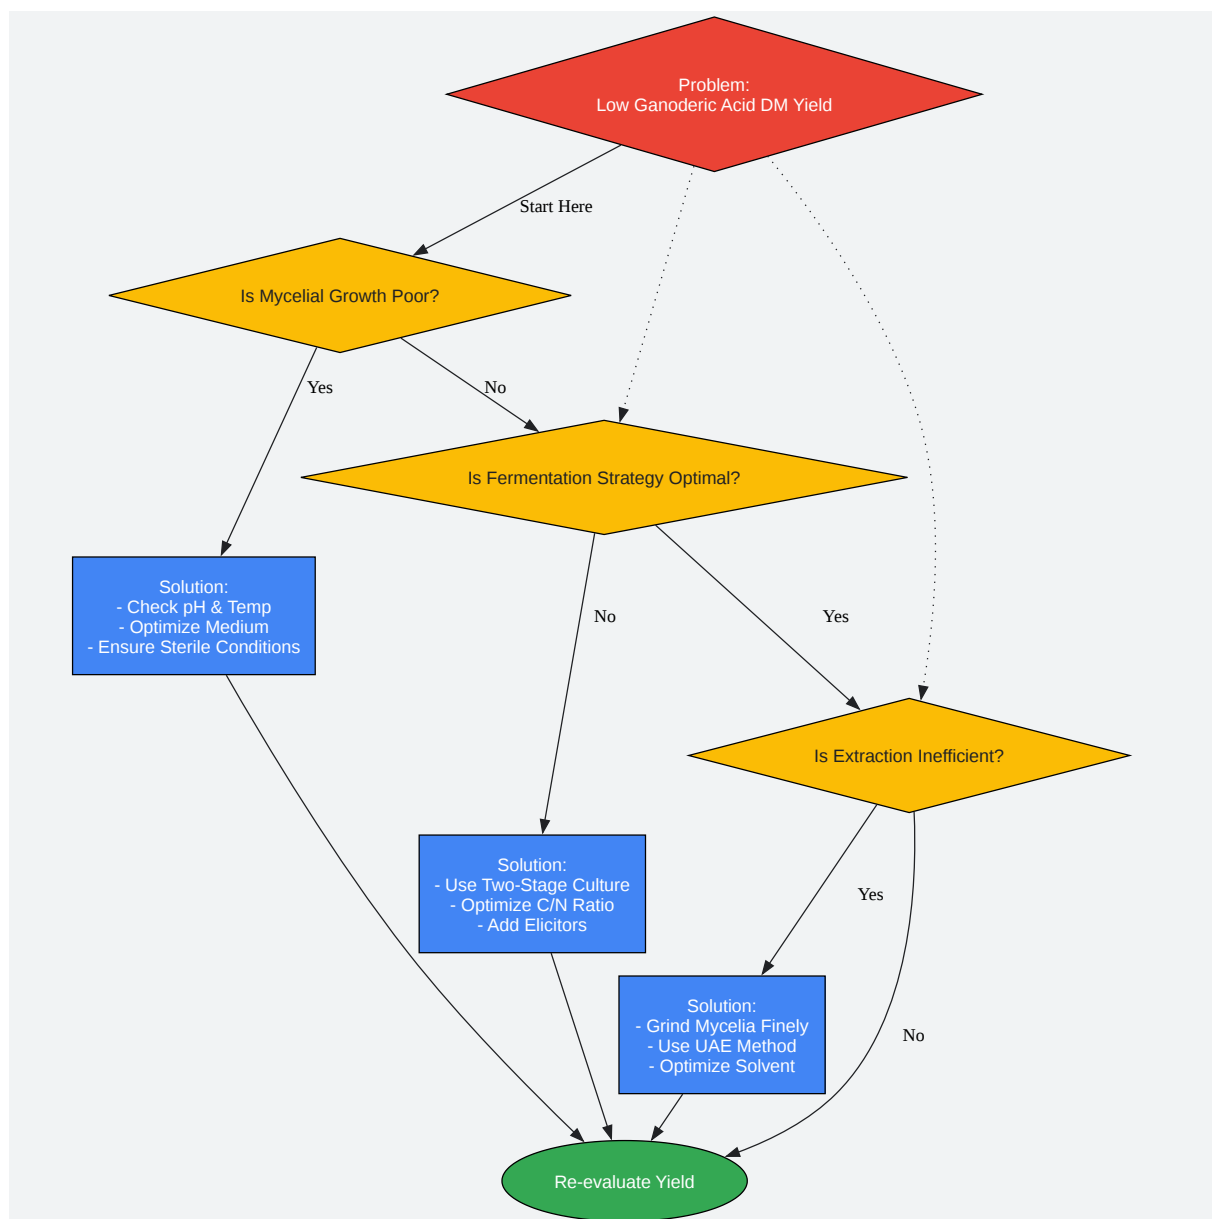 Problem:
Low Ganoderic Acid DM Yield
Start Here
Is Mycelial Growth Poor?
Yes
No
Is Fermentation Strategy Optimal?
Solution:
- Check pH & Temp
- Optimize Medium
- Ensure Sterile Conditions
No
Yes
Is Extraction Inefficient?
Solution:
- Use Two-Stage Culture
- Optimize C/N Ratio
- Add Elicitors
Yes
Solution:
- Grind Mycelia Finely
- Use UAE Method
- Optimize Solvent
No
Re-evaluate Yield